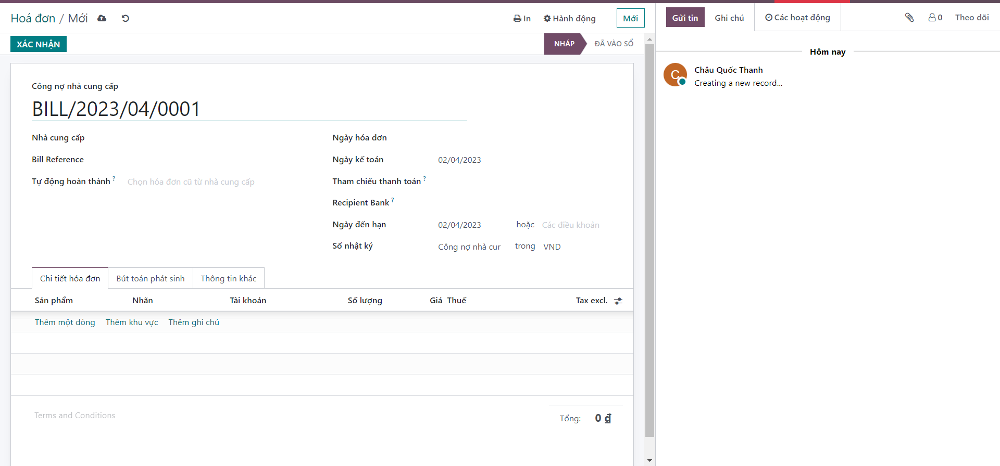 Hoá đơn / Mới
In
Hành động
Mới
Gửi tin
Ghi chú
Các hoạt động
0
Theo dõi
XÁC NHẬN
NHÁP
ĐÃ VÀO SỔ
Hôm nay
C
Châu Quốc Thanh
Creating a new record...
Công nợ nhà cung cấp
BILL/2023/04/0001
Nhà cung cấp
Bill Reference
Tự động hoàn thành ? Chọn hóa đơn cũ từ nhà cung cấp
Ngày hóa đơn
Ngày kế toán 02/04/2023
Tham chiếu thanh toán ?
Recipient Bank ?
Ngày đến hạn 02/04/2023 hoặc Các điều khoản
Sổ nhật ký Công nợ nhà cur trong VND
Chi tiết hóa đơn
Bút toán phát sinh
Thông tin khác
Sản phẩm Nhãn Tài khoản Số lượng Giá Thuế Tax excl.
Thêm một dòng Thêm khu vực Thêm ghi chú
Terms and Conditions
Tổng: 0 ₫